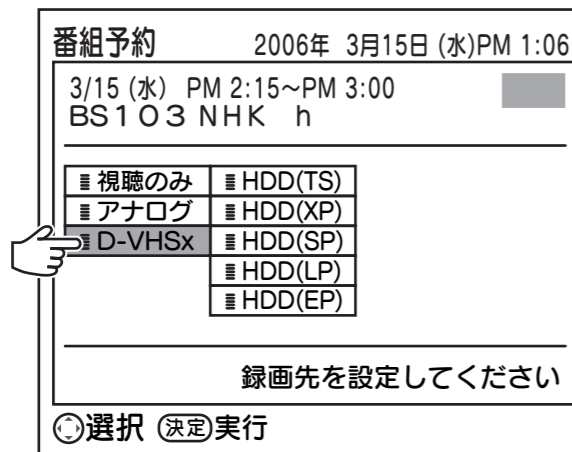 番組予約 2006年 3月15日 (水)PM 1:06
3/15 (水) PM 2:15～PM 3:00
BS103 NHK h
視聴のみ HDD(TS)
アナログ HDD(XP)
D-VHSx HDD(SP)
HDD(LP)
HDD(EP)
録画先を設定してください
選択 決定 実行